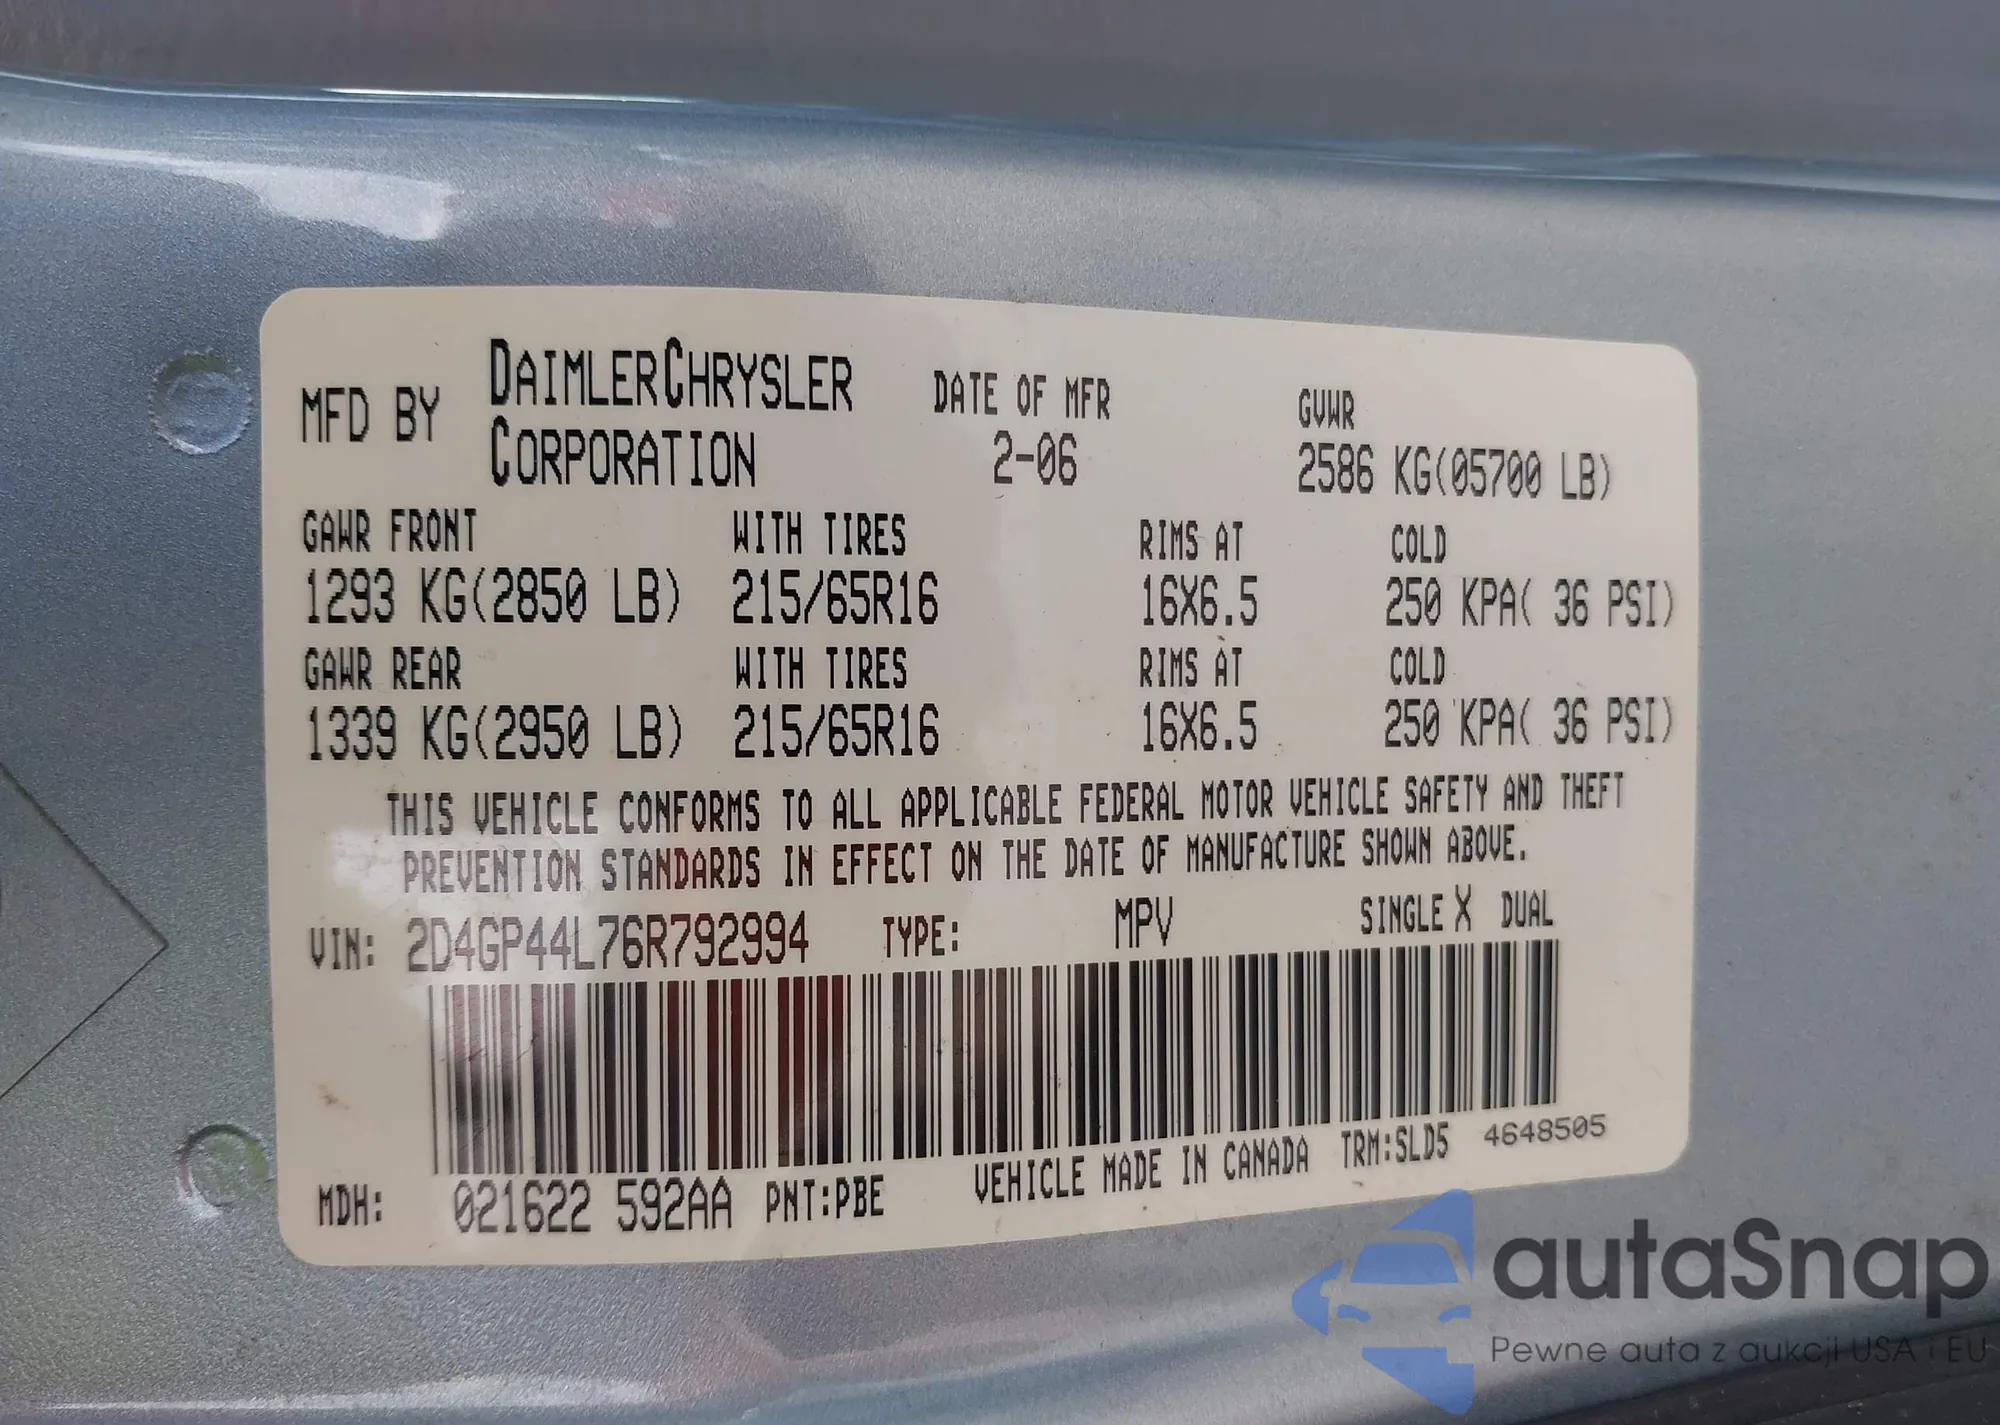 MFD BY DAIMLERCHRYSLER CORPORATION DATE OF MFR 2-06 GVWR 2586 KG(05700 LB)
GAWR FRONT WITH TIRES RIMS AT COLD
1293 KG(2850 LB) 215/65R16 16X6.5 250 KPA( 36 PSI)
GAWR REAR WITH TIRES RIMS AT COLD
1339 KG(2950 LB) 215/65R16 16X6.5 250 KPA( 36 PSI)
THIS VEHICLE CONFORMS TO ALL APPLICABLE FEDERAL MOTOR VEHICLE SAFETY AND THEFT
PREVENTION STANDARDS IN EFFECT ON THE DATE OF MANUFACTURE SHOWN ABOVE.
VIN: 2D4GP44L76R792994 TYPE: MPV SINGLE X DUAL
MDH: 021622 592AA PNT:PBE VEHICLE MADE IN CANADA TRM:SLD5 4648505
autaSnap
Pewne auta z aukcji USA i EU